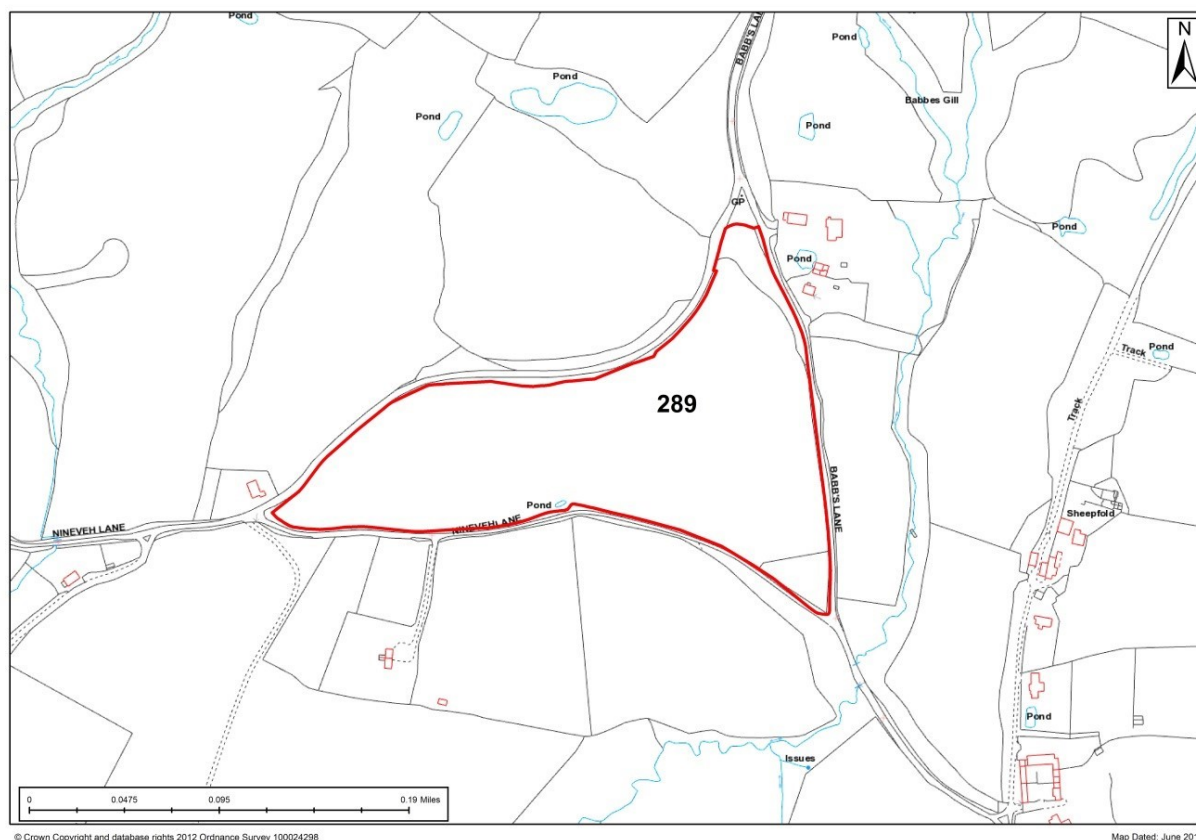 Pond
BABB'S LANE
N
Pond
Pond
Pond
Babbes Gill
Pond
GP
Pond
Pond
Pond
Track
Track
289
BABB'S LANE
Pond
NINEVEH LANE
NINEVEH LANE
Sheepfold
Pond
Issues
0 0.0475 0.095 0.19 Miles
© Crown Copyright and database rights 2012 Ordnance Survey 100024298
Map Dated: June 201